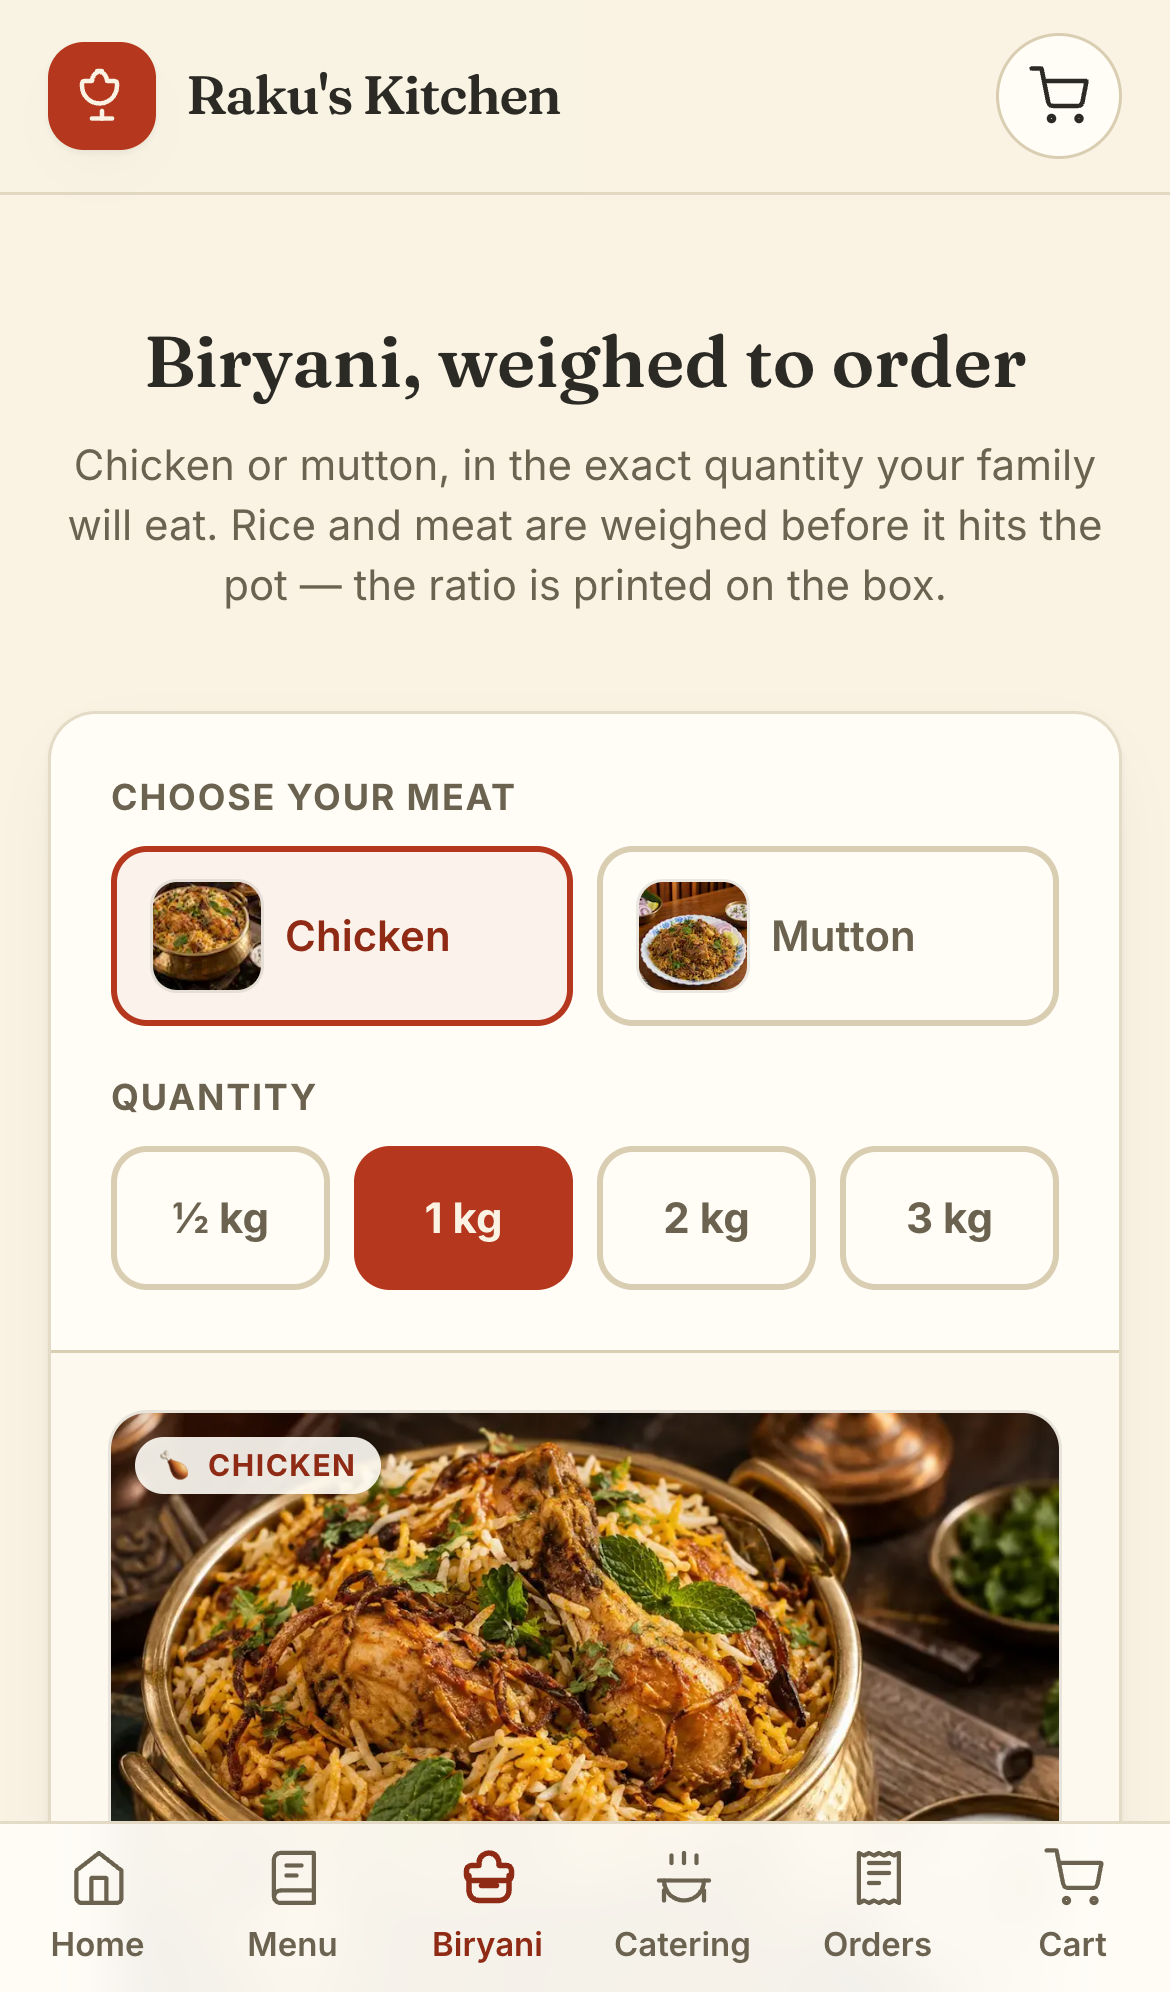 Raku's Kitchen
Biryani, weighed to order
Chicken or mutton, in the exact quantity your family
will eat. Rice and meat are weighed before it hits the
pot — the ratio is printed on the box.
CHOOSE YOUR MEAT
Chicken
Mutton
QUANTITY
½ kg
1 kg
2 kg
3 kg
CHICKEN
Home
Menu
Biryani
Catering
Orders
Cart